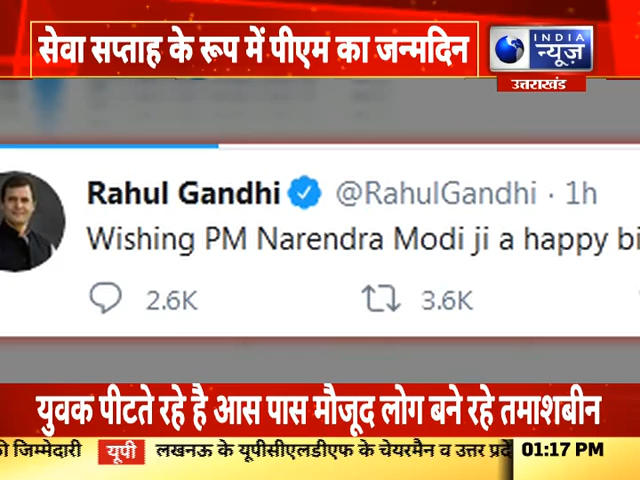 सेवा सप्ताह के रूप में पीएम का जन्मदिन
INDIA
न्यूज़
उत्तराखंड
Rahul Gandhi @RahulGandhi · 1h
Wishing PM Narendra Modi ji a happy bi
2.6K 3.6K
युवक पीटते रहे है आस पास मौजूद लोग बने रहे तमाशबीन
की जिम्मेदारी यूपी लखनऊ के यूपीसीएलडीएफ के चेयरमैन व उत्तर प्रदे 01:17 PM